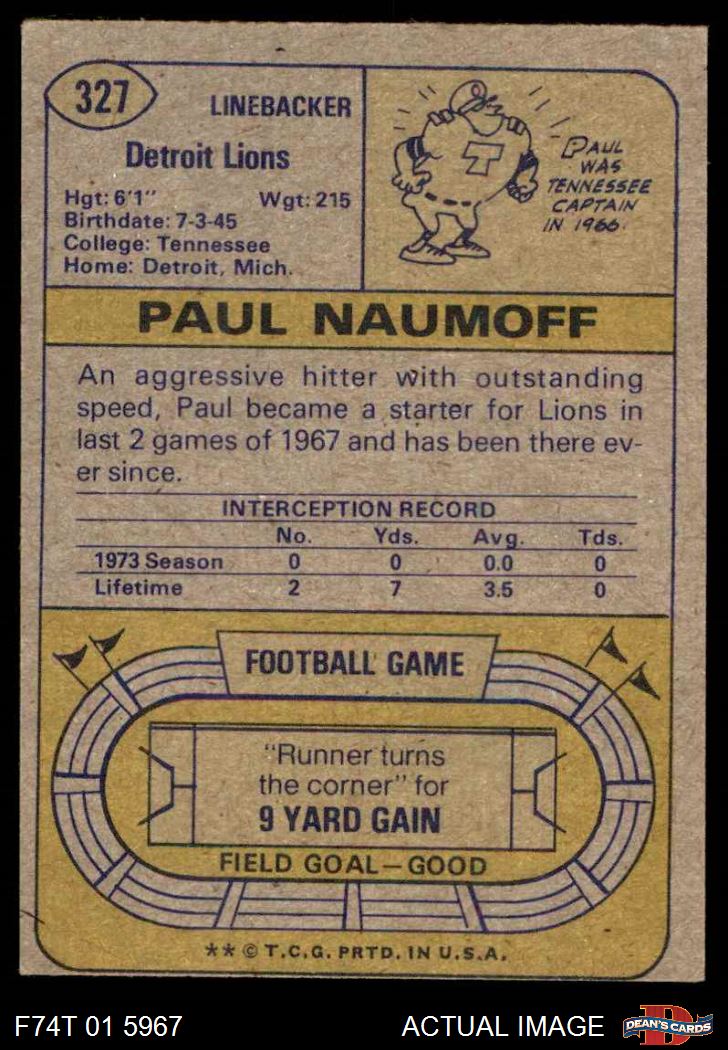 327
LINEBACKER
Detroit Lions
Hgt: 6'1" Wgt: 215
Birthdate: 7-3-45
College: Tennessee
Home: Detroit, Mich.
T
PAUL
WAS
TENNESSEE
CAPTAIN
IN 1966.
PAUL NAUMOFF
An aggressive hitter with outstanding
speed, Paul became a starter for Lions in
last 2 games of 1967 and has been there ev-
er since.
INTERCEPTION RECORD
No. Yds. Avg. Tds.
1973 Season 0 0 0.0 0
Lifetime 2 7 3.5 0
FOOTBALL GAME
"Runner turns
the corner" for
9 YARD GAIN
FIELD GOAL—GOOD
** © T.C.G. PRTD. IN U.S.A.
F74T 01 5967 ACTUAL IMAGE
D
DEAN'S CARDS